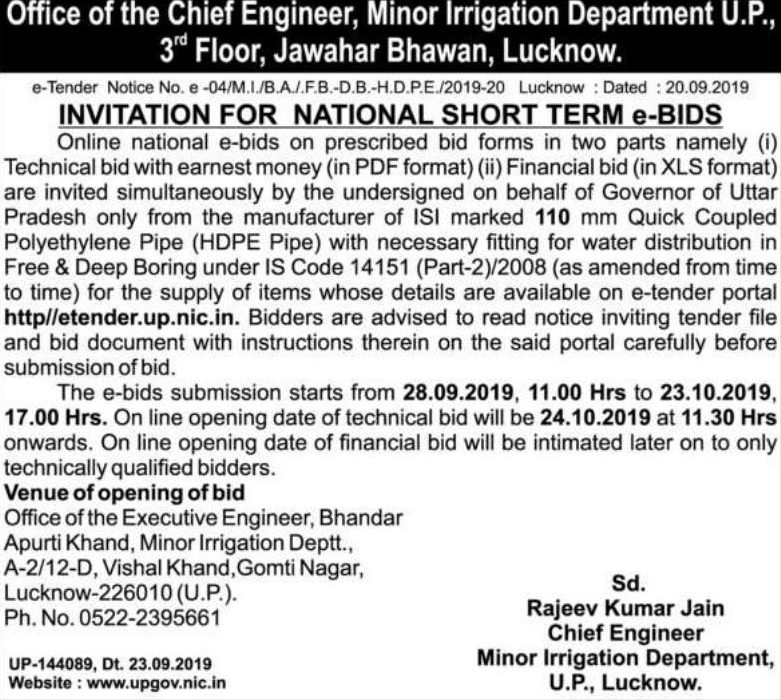 Office of the Chief Engineer, Minor Irrigation Department U.P.,
3rd Floor, Jawahar Bhawan, Lucknow.
e-Tender Notice No. e -04/M.I./B.A./.F.B.-D.B.-H.D.P.E./2019-20 Lucknow : Dated : 20.09.2019
INVITATION FOR NATIONAL SHORT TERM e-BIDS
Online national e-bids on prescribed bid forms in two parts namely (i)
Technical bid with earnest money (in PDF format) (ii) Financial bid (in XLS format)
are invited simultaneously by the undersigned on behalf of Governor of Uttar
Pradesh only from the manufacturer of ISI marked 110 mm Quick Coupled
Polyethylene Pipe (HDPE Pipe) with necessary fitting for water distribution in
Free & Deep Boring under IS Code 14151 (Part-2)/2008 (as amended from time
to time) for the supply of items whose details are available on e-tender portal
http//etender.up.nic.in. Bidders are advised to read notice inviting tender file
and bid document with instructions therein on the said portal carefully before
submission of bid.
The e-bids submission starts from 28.09.2019, 11.00 Hrs to 23.10.2019,
17.00 Hrs. On line opening date of technical bid will be 24.10.2019 at 11.30 Hrs
onwards. On line opening date of financial bid will be intimated later on to only
technically qualified bidders.
Venue of opening of bid
Office of the Executive Engineer, Bhandar
Apurti Khand, Minor Irrigation Deptt.,
A-2/12-D, Vishal Khand,Gomti Nagar,
Lucknow-226010 (U.P.).
Ph. No. 0522-2395661
Sd.
Rajeev Kumar Jain
Chief Engineer
Minor Irrigation Department,
U.P., Lucknow.
UP-144089, Dt. 23.09.2019
Website : www.upgov.nic.in